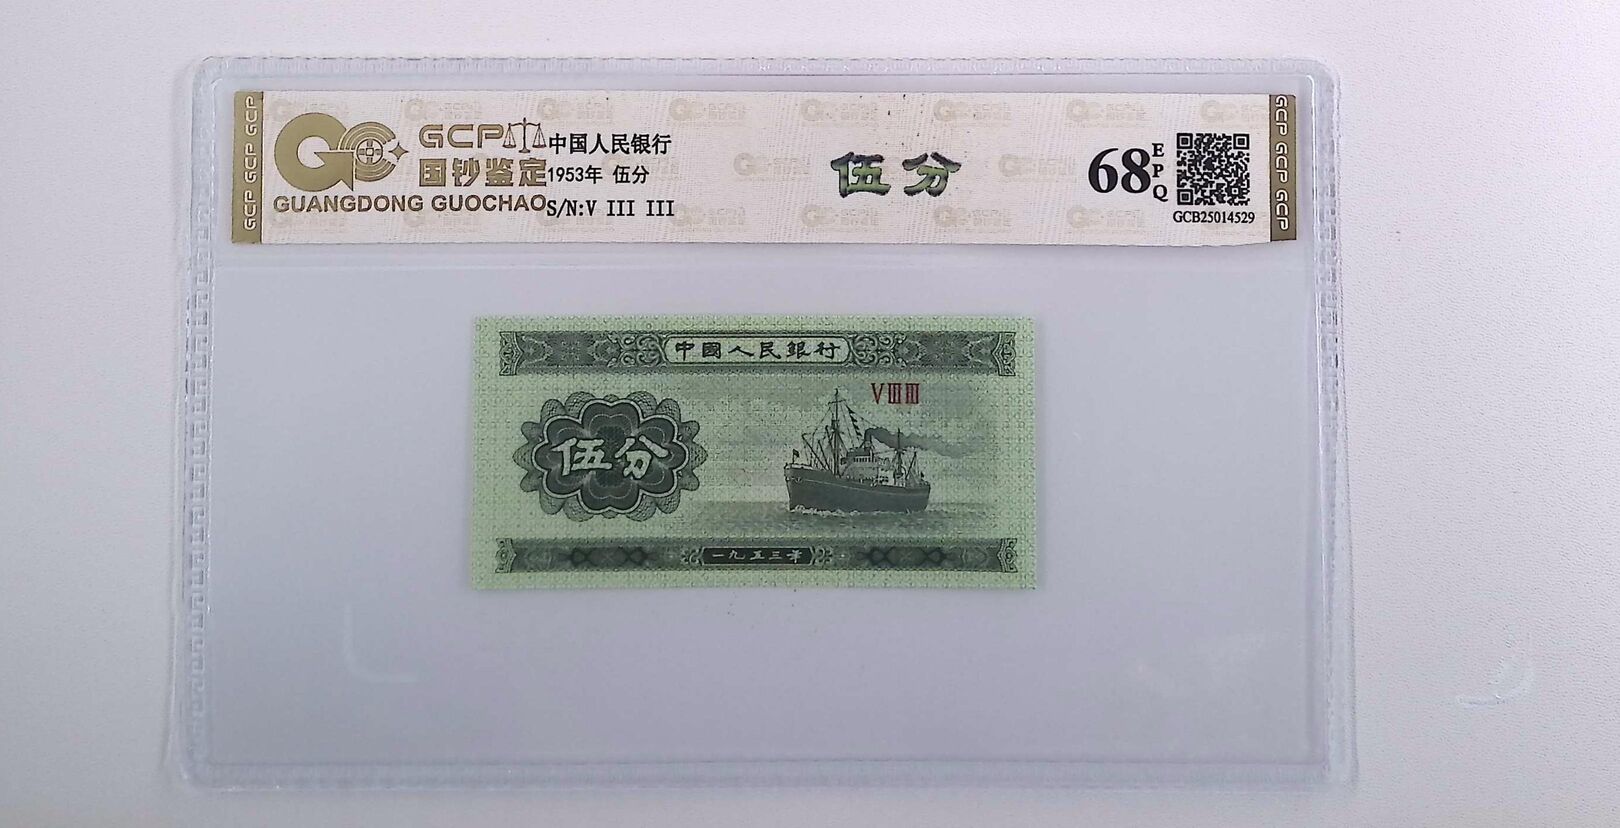 GCP
国钞鉴定
GUANGDONG GUOCHAO
中国人民银行
1953年 伍分
S/N:V III III
伍分
68
EPQ
GCB25014529
GCP GCP GCP
GCP GCP GCP
中國人民銀行
VⅢⅢ
伍分
一九五三年